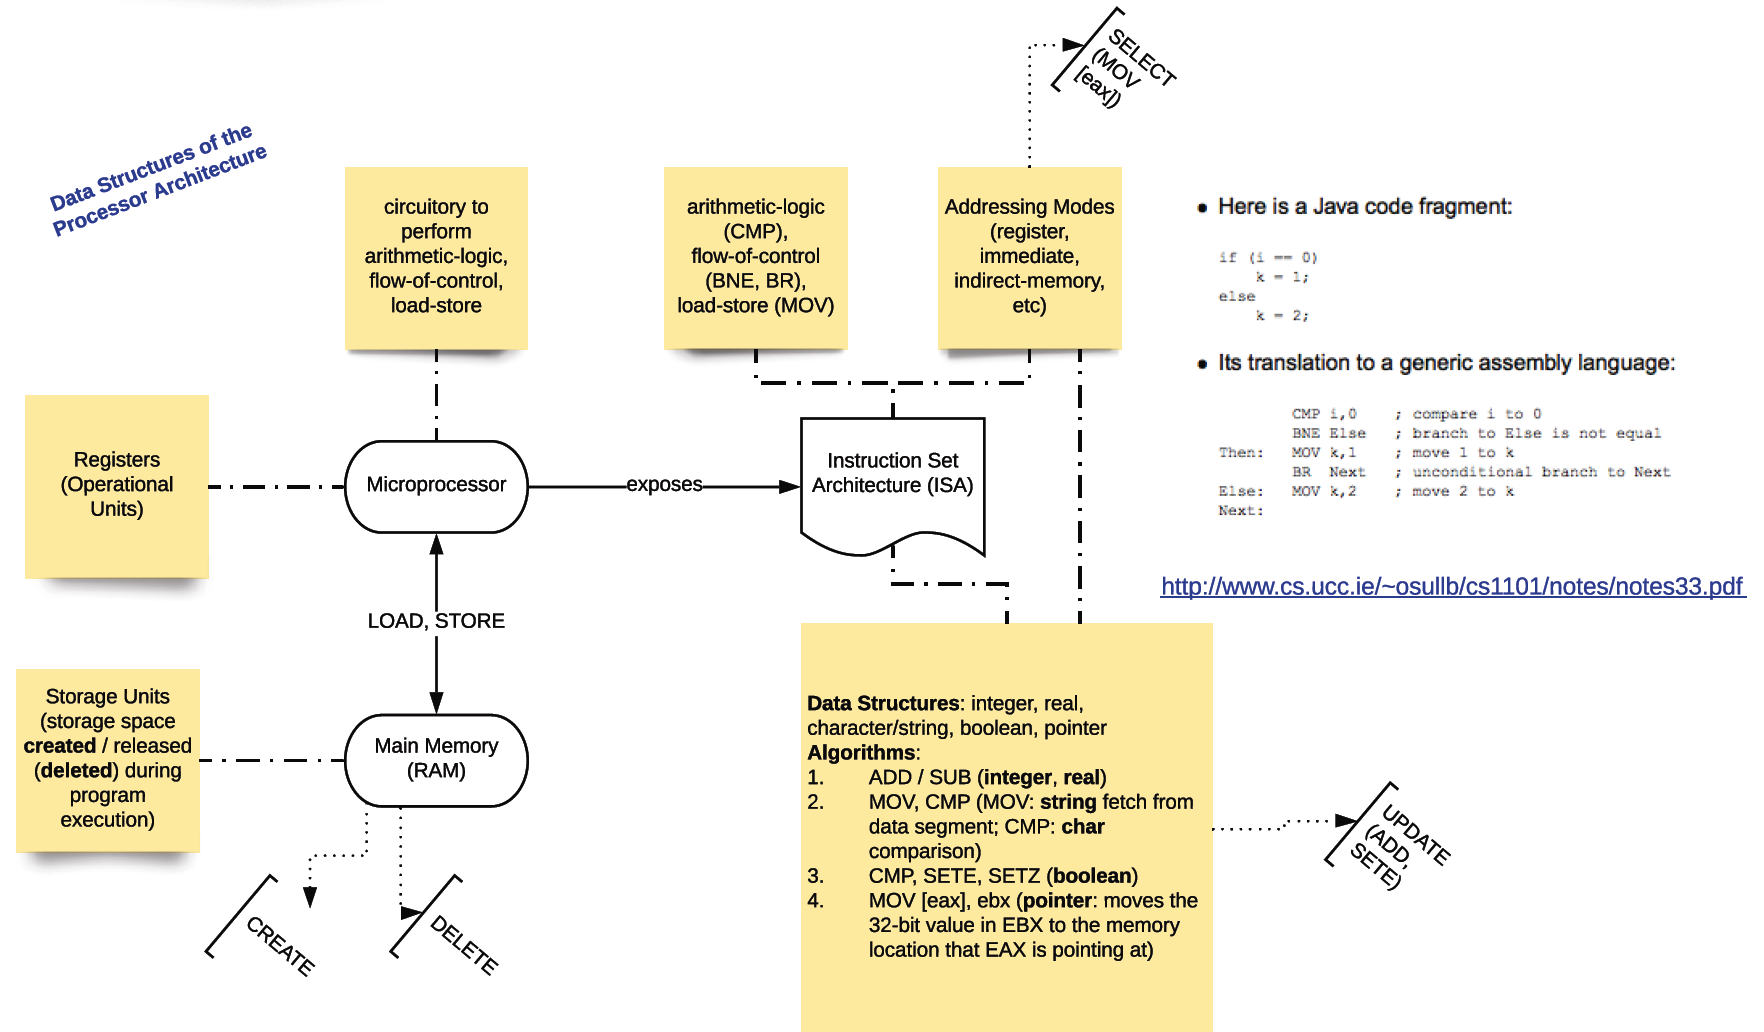 SELECT
(MOV
[eax])
Data Structures of the
Processor Architecture
circuitory to
perform
arithmetic-logic,
flow-of-control,
load-store
arithmetic-logic
(CMP),
flow-of-control
(BNE, BR),
load-store (MOV)
Addressing Modes
(register,
immediate,
indirect-memory,
etc)
• Here is a Java code fragment:
if (i == 0)
k = 1;
else
k = 2;
• Its translation to a generic assembly language:
CMP i,0 ; compare i to 0
BNE Else ; branch to Else is not equal
Then: MOV k,1 ; move 1 to k
BR Next ; unconditional branch to Next
Else: MOV k,2 ; move 2 to k
Next:
Registers
(Operational
Units)
Microprocessor
exposes
Instruction Set
Architecture (ISA)
http://www.cs.ucc.ie/~osullb/cs1101/notes/notes33.pdf
LOAD, STORE
Storage Units
(storage space
created / released
(deleted) during
program
execution)
Main Memory
(RAM)
CREATE
DELETE
Data Structures: integer, real,
character/string, boolean, pointer
Algorithms:
1. ADD / SUB (integer, real)
2. MOV, CMP (MOV: string fetch from
data segment; CMP: char
comparison)
3. CMP, SETE, SETZ (boolean)
4. MOV [eax], ebx (pointer: moves the
32-bit value in EBX to the memory
location that EAX is pointing at)
UPDATE
(ADD,
SETE)